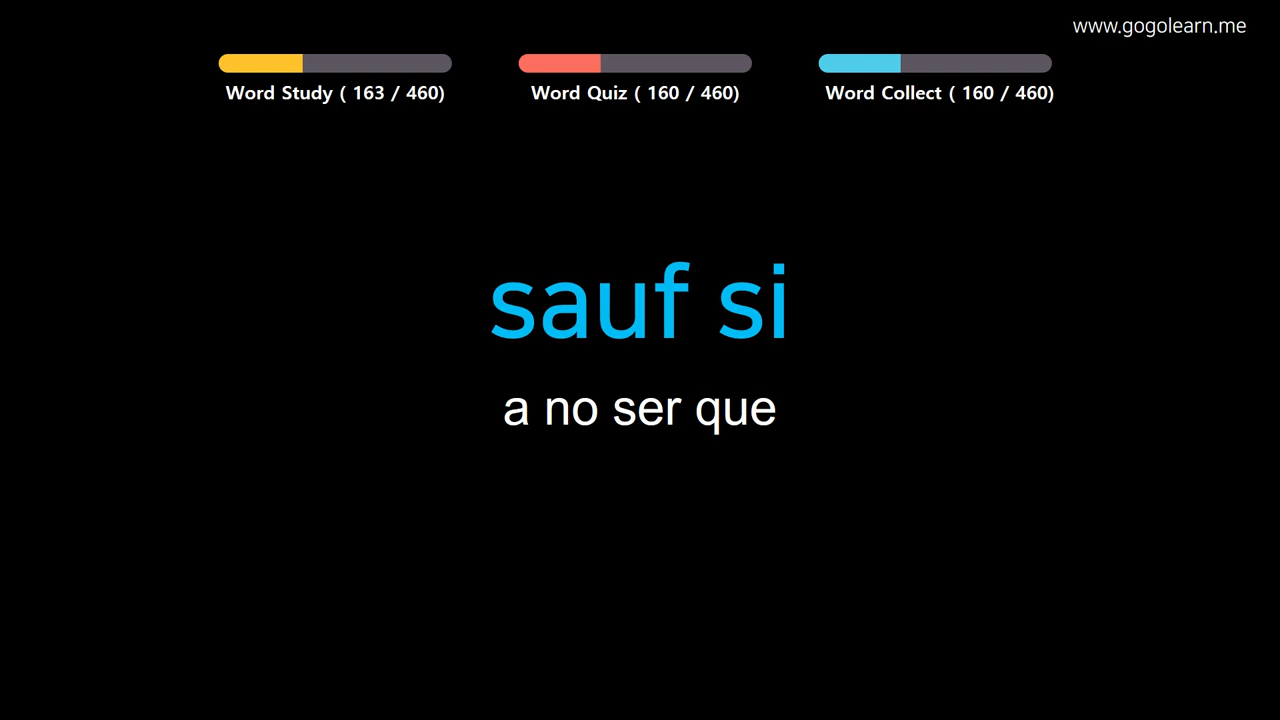 www.gogolearn.me
Word Study ( 163 / 460)
Word Quiz ( 160 / 460)
Word Collect ( 160 / 460)
sauf si
a no ser que